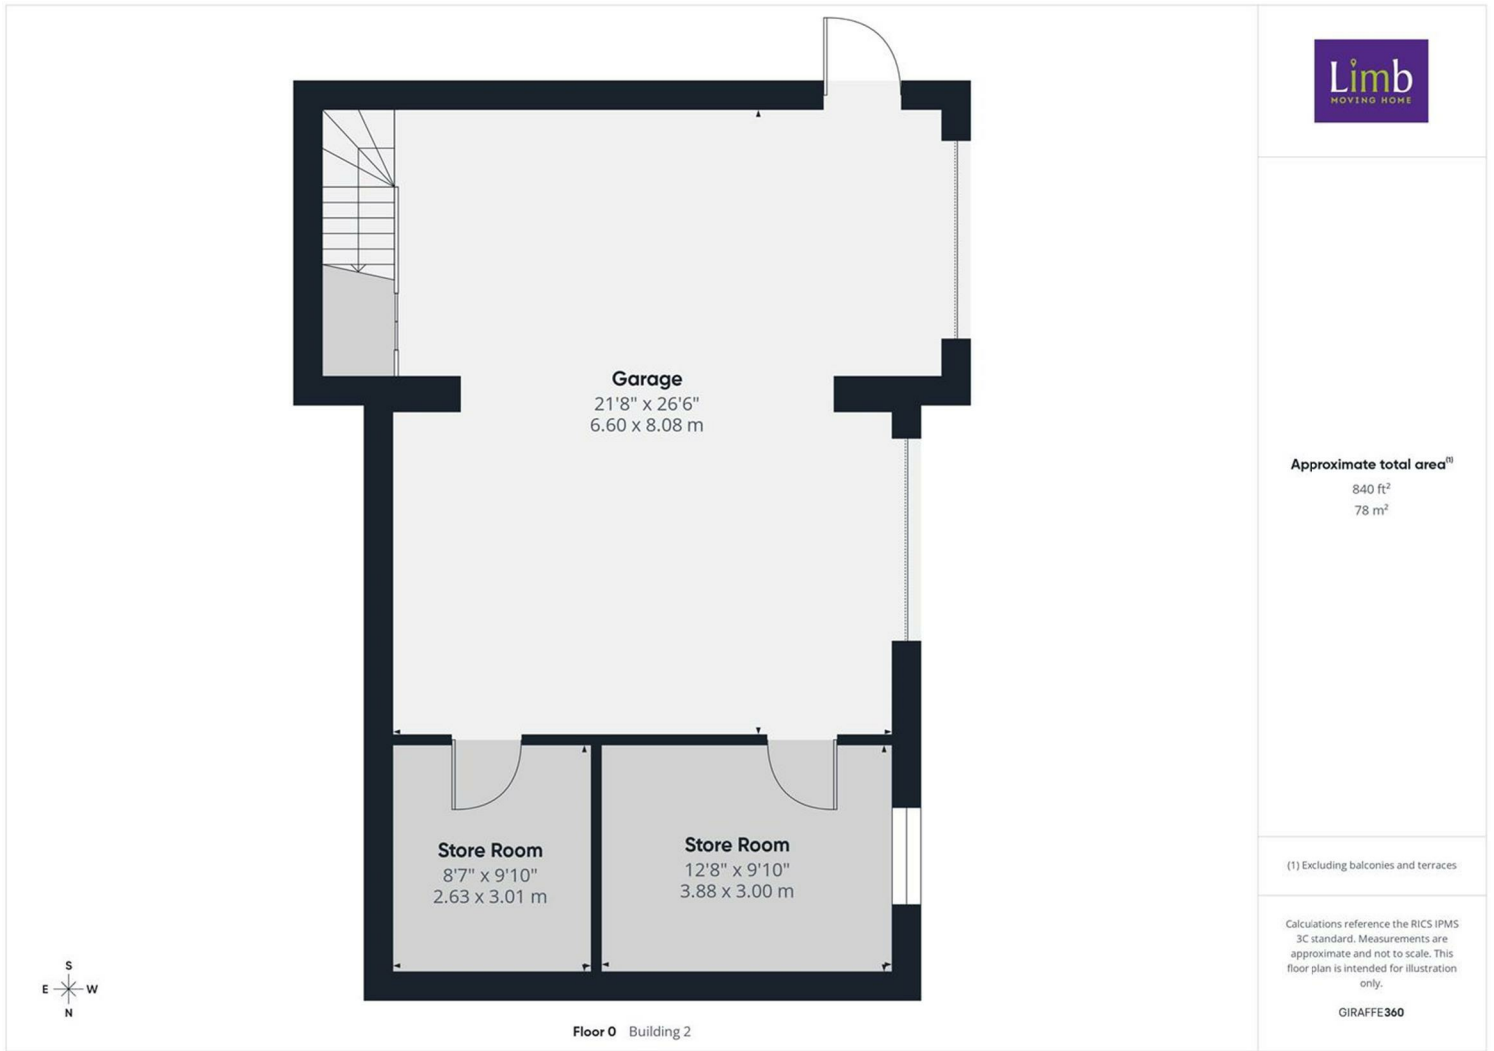 Limb
MOVING HOME
Garage
21'8" x 26'6"
6.60 x 8.08 m
Store Room
8'7" x 9'10"
2.63 x 3.01 m
Store Room
12'8" x 9'10"
3.88 x 3.00 m
S
E W
N
Floor 0 Building 2
Approximate total area(1)
840 ft²
78 m²
(1) Excluding balconies and terraces
Calculations reference the RICS IPMS
3C standard. Measurements are
approximate and not to scale. This
floor plan is intended for illustration
only.
GIRAFFE360